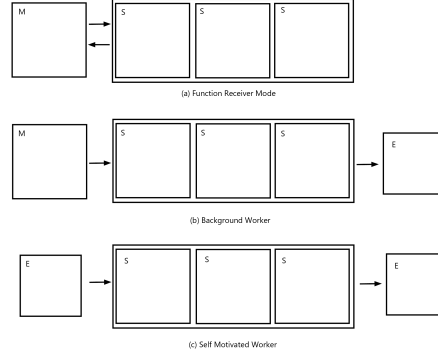 M S S S
(a) Function Receiver Mode
M S S S E
(b) Background Worker
E S S S E
(c) Self Motivated Worker